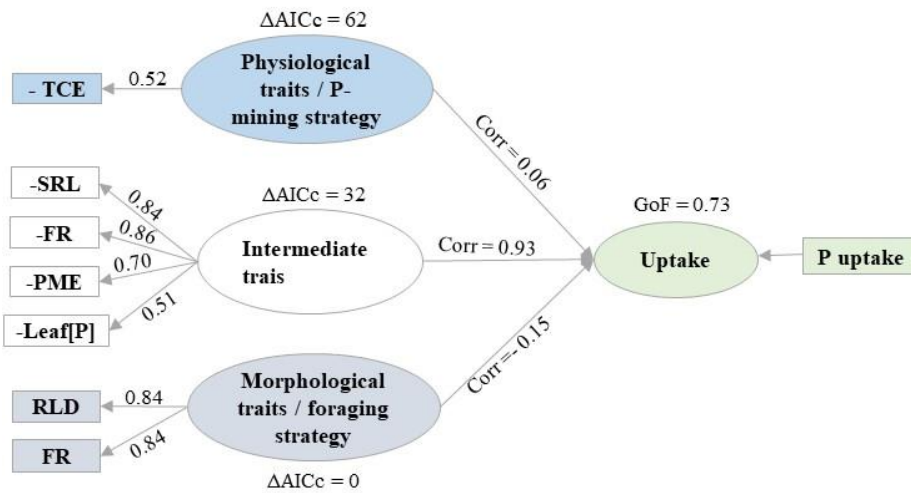 ΔAICc = 62
Physiological
traits / P-
mining strategy
- TCE
0.52
Corr = 0.06
-SRL
-FR
-PME
-Leaf[P]
0.84
0.86
0.70
0.51
ΔAICc = 32
Intermediate
trais
Corr = 0.93
GoF = 0.73
Uptake
P uptake
Corr =- 0.15
RLD
FR
0.84
0.84
Morphological
traits / foraging
strategy
ΔAICc = 0